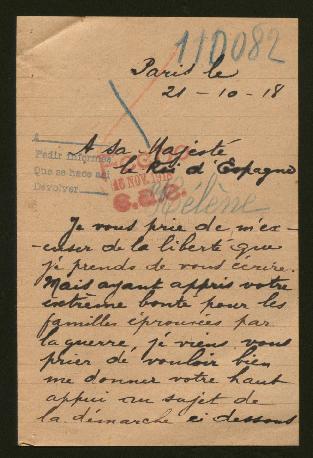 110082
Paris le
21-10-18
A
Pedir Informes
Que se hace así
Devolver
A Sa Majesté
le Roi d'Espagne
15 NOV. 1918
Hélène
Je vous prie de m'ex-
cuser de la liberté que
je prends de vous écrire.
Mais ayant appris votre
extrême bonté pour les
familles éprouvées par
la guerre, je viens vous
prier de vouloir bien
me donner votre haut
appui au sujet de
la démarche ci dessous